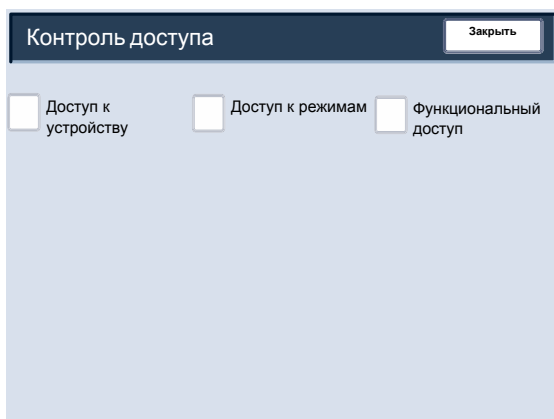 Контроль доступа
Закрыть
Доступ к
устройству
Доступ к режимам
Функциональный
доступ